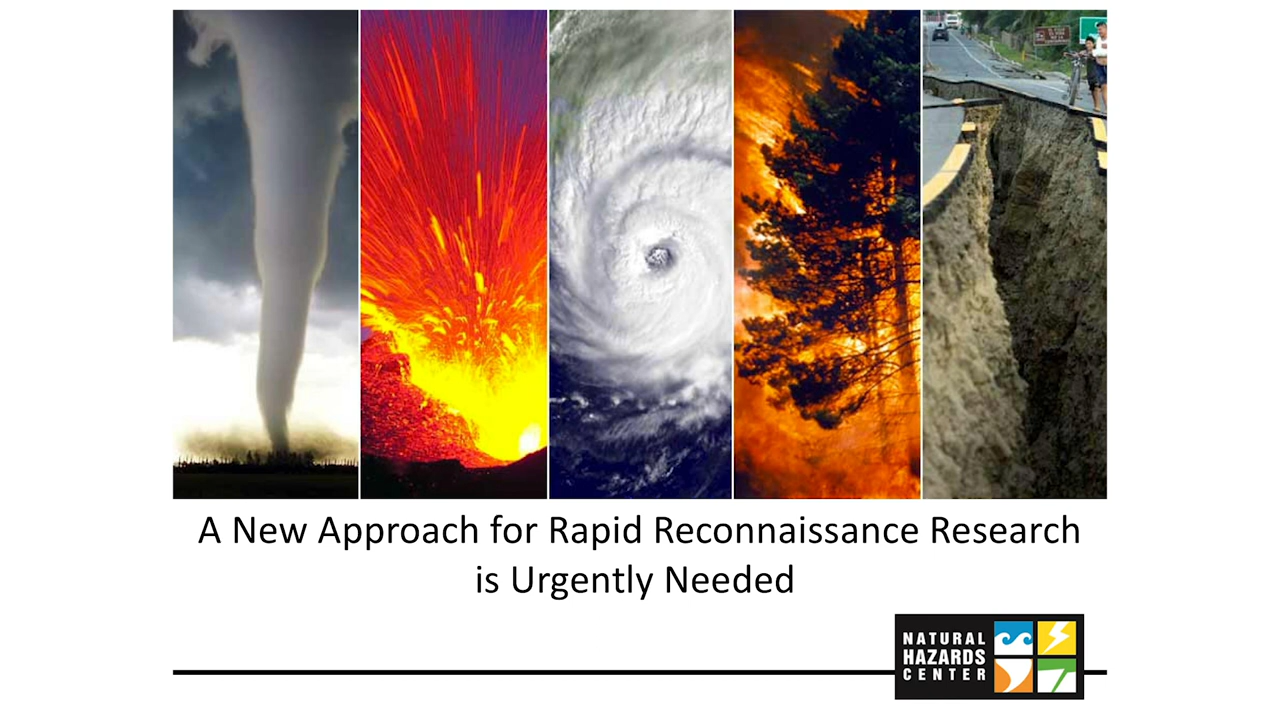 A New Approach for Rapid Reconnaissance Research
is Urgently Needed
NATURAL
HAZARDS
CENTER